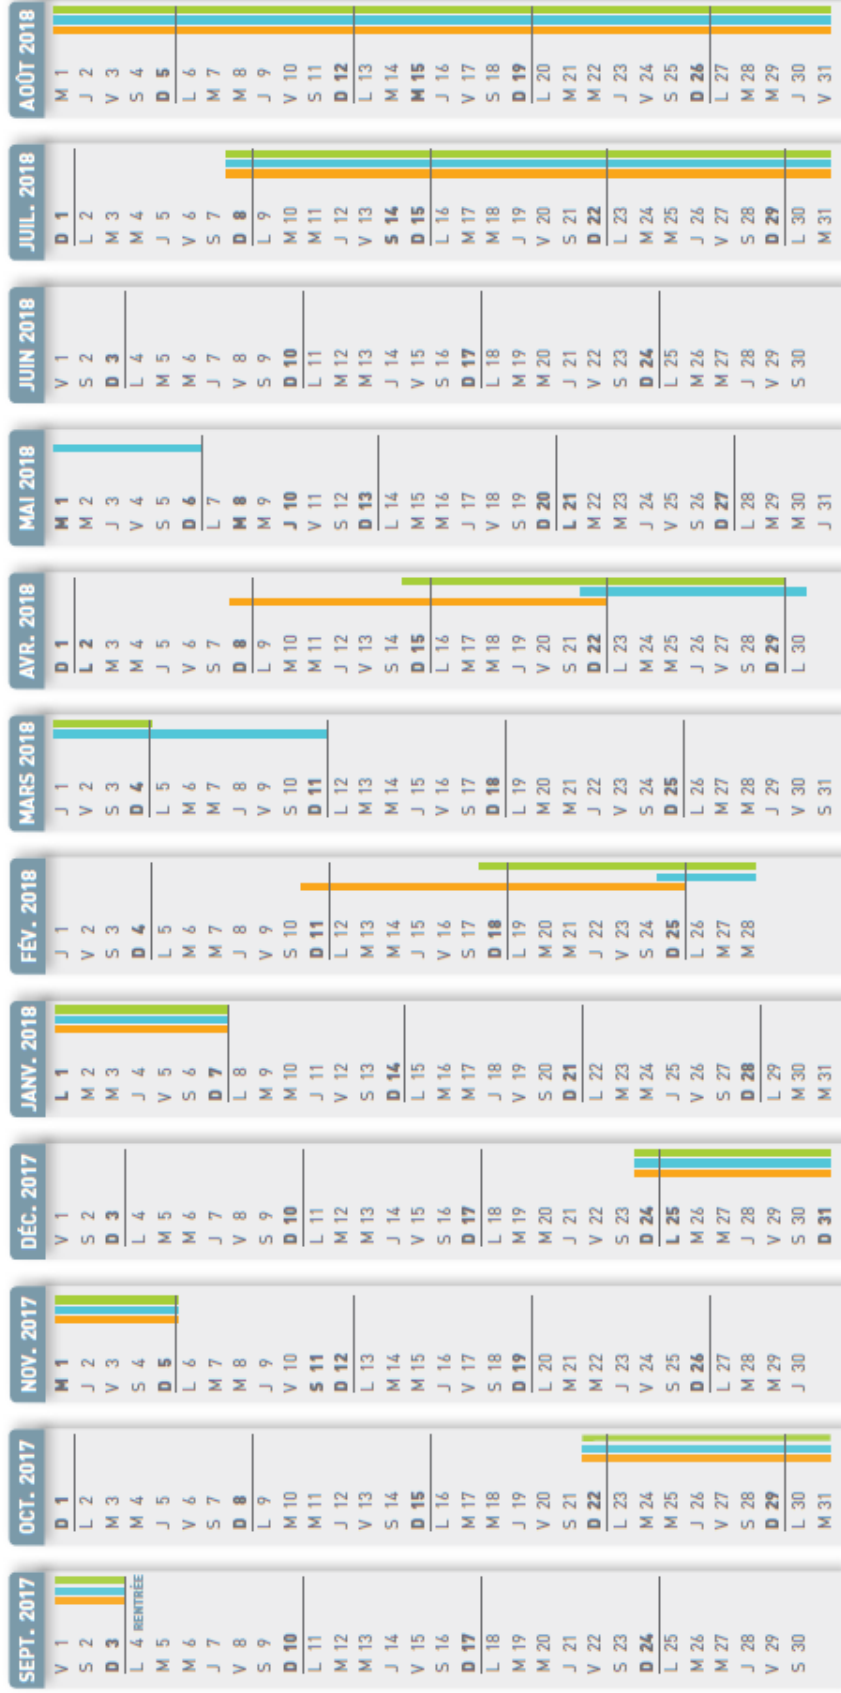 SEPT. 2017
V 1
S 2
D 3
L 4 RENTRÉE
M 5
M 6
J 7
V 8
S 9
D 10
L 11
M 12
M 13
J 14
V 15
S 16
D 17
L 18
M 19
M 20
J 21
V 22
S 23
D 24
L 25
M 26
M 27
J 28
V 29
S 30
OCT. 2017
D 1
L 2
M 3
M 4
J 5
V 6
S 7
D 8
L 9
M 10
M 11
J 12
V 13
S 14
D 15
L 16
M 17
M 18
J 19
V 20
S 21
D 22
L 23
M 24
M 25
J 26
V 27
S 28
D 29
L 30
M 31
NOV. 2017
M 1
J 2
V 3
S 4
D 5
L 6
M 7
M 8
J 9
V 10
S 11
D 12
L 13
M 14
M 15
J 16
V 17
S 18
D 19
L 20
M 21
M 22
J 23
V 24
S 25
D 26
L 27
M 28
M 29
J 30
DÉC. 2017
V 1
S 2
D 3
L 4
M 5
M 6
J 7
V 8
S 9
D 10
L 11
M 12
M 13
J 14
V 15
S 16
D 17
L 18
M 19
M 20
J 21
V 22
S 23
D 24
L 25
M 26
M 27
J 28
V 29
S 30
D 31
JANV. 2018
L 1
M 2
M 3
J 4
V 5
S 6
D 7
L 8
M 9
M 10
J 11
V 12
S 13
D 14
L 15
M 16
M 17
J 18
V 19
S 20
D 21
L 22
M 23
M 24
J 25
V 26
S 27
D 28
L 29
M 30
M 31
FÉV. 2018
J 1
V 2
S 3
D 4
L 5
M 6
M 7
J 8
V 9
S 10
D 11
L 12
M 13
M 14
J 15
V 16
S 17
D 18
L 19
M 20
M 21
J 22
V 23
S 24
D 25
L 26
M 27
M 28
MARS 2018
J 1
V 2
S 3
D 4
L 5
M 6
M 7
J 8
V 9
S 10
D 11
L 12
M 13
M 14
J 15
V 16
S 17
D 18
L 19
M 20
M 21
J 22
V 23
S 24
D 25
L 26
M 27
M 28
J 29
V 30
S 31
AVR. 2018
D 1
L 2
M 3
M 4
J 5
V 6
S 7
D 8
L 9
M 10
M 11
J 12
V 13
S 14
D 15
L 16
M 17
M 18
J 19
V 20
S 21
D 22
L 23
M 24
M 25
J 26
V 27
S 28
D 29
L 30
MAI 2018
M 1
M 2
J 3
V 4
S 5
D 6
L 7
M 8
M 9
J 10
V 11
S 12
D 13
L 14
M 15
M 16
J 17
V 18
S 19
D 20
L 21
M 22
M 23
J 24
V 25
S 26
D 27
L 28
M 29
M 30
J 31
JUIN 2018
V 1
S 2
D 3
L 4
M 5
M 6
J 7
V 8
S 9
D 10
L 11
M 12
M 13
J 14
V 15
S 16
D 17
L 18
M 19
M 20
J 21
V 22
S 23
D 24
L 25
M 26
M 27
J 28
V 29
S 30
JUIL. 2018
D 1
L 2
M 3
M 4
J 5
V 6
S 7
D 8
L 9
M 10
M 11
J 12
V 13
S 14
D 15
L 16
M 17
M 18
J 19
V 20
S 21
D 22
L 23
M 24
M 25
J 26
V 27
S 28
D 29
L 30
M 31
AOÛT 2018
M 1
J 2
V 3
S 4
D 5
L 6
M 7
M 8
J 9
V 10
S 11
D 12
L 13
M 14
M 15
J 16
V 17
S 18
D 19
L 20
M 21
M 22
J 23
V 24
S 25
D 26
L 27
M 28
M 29
J 30
V 31